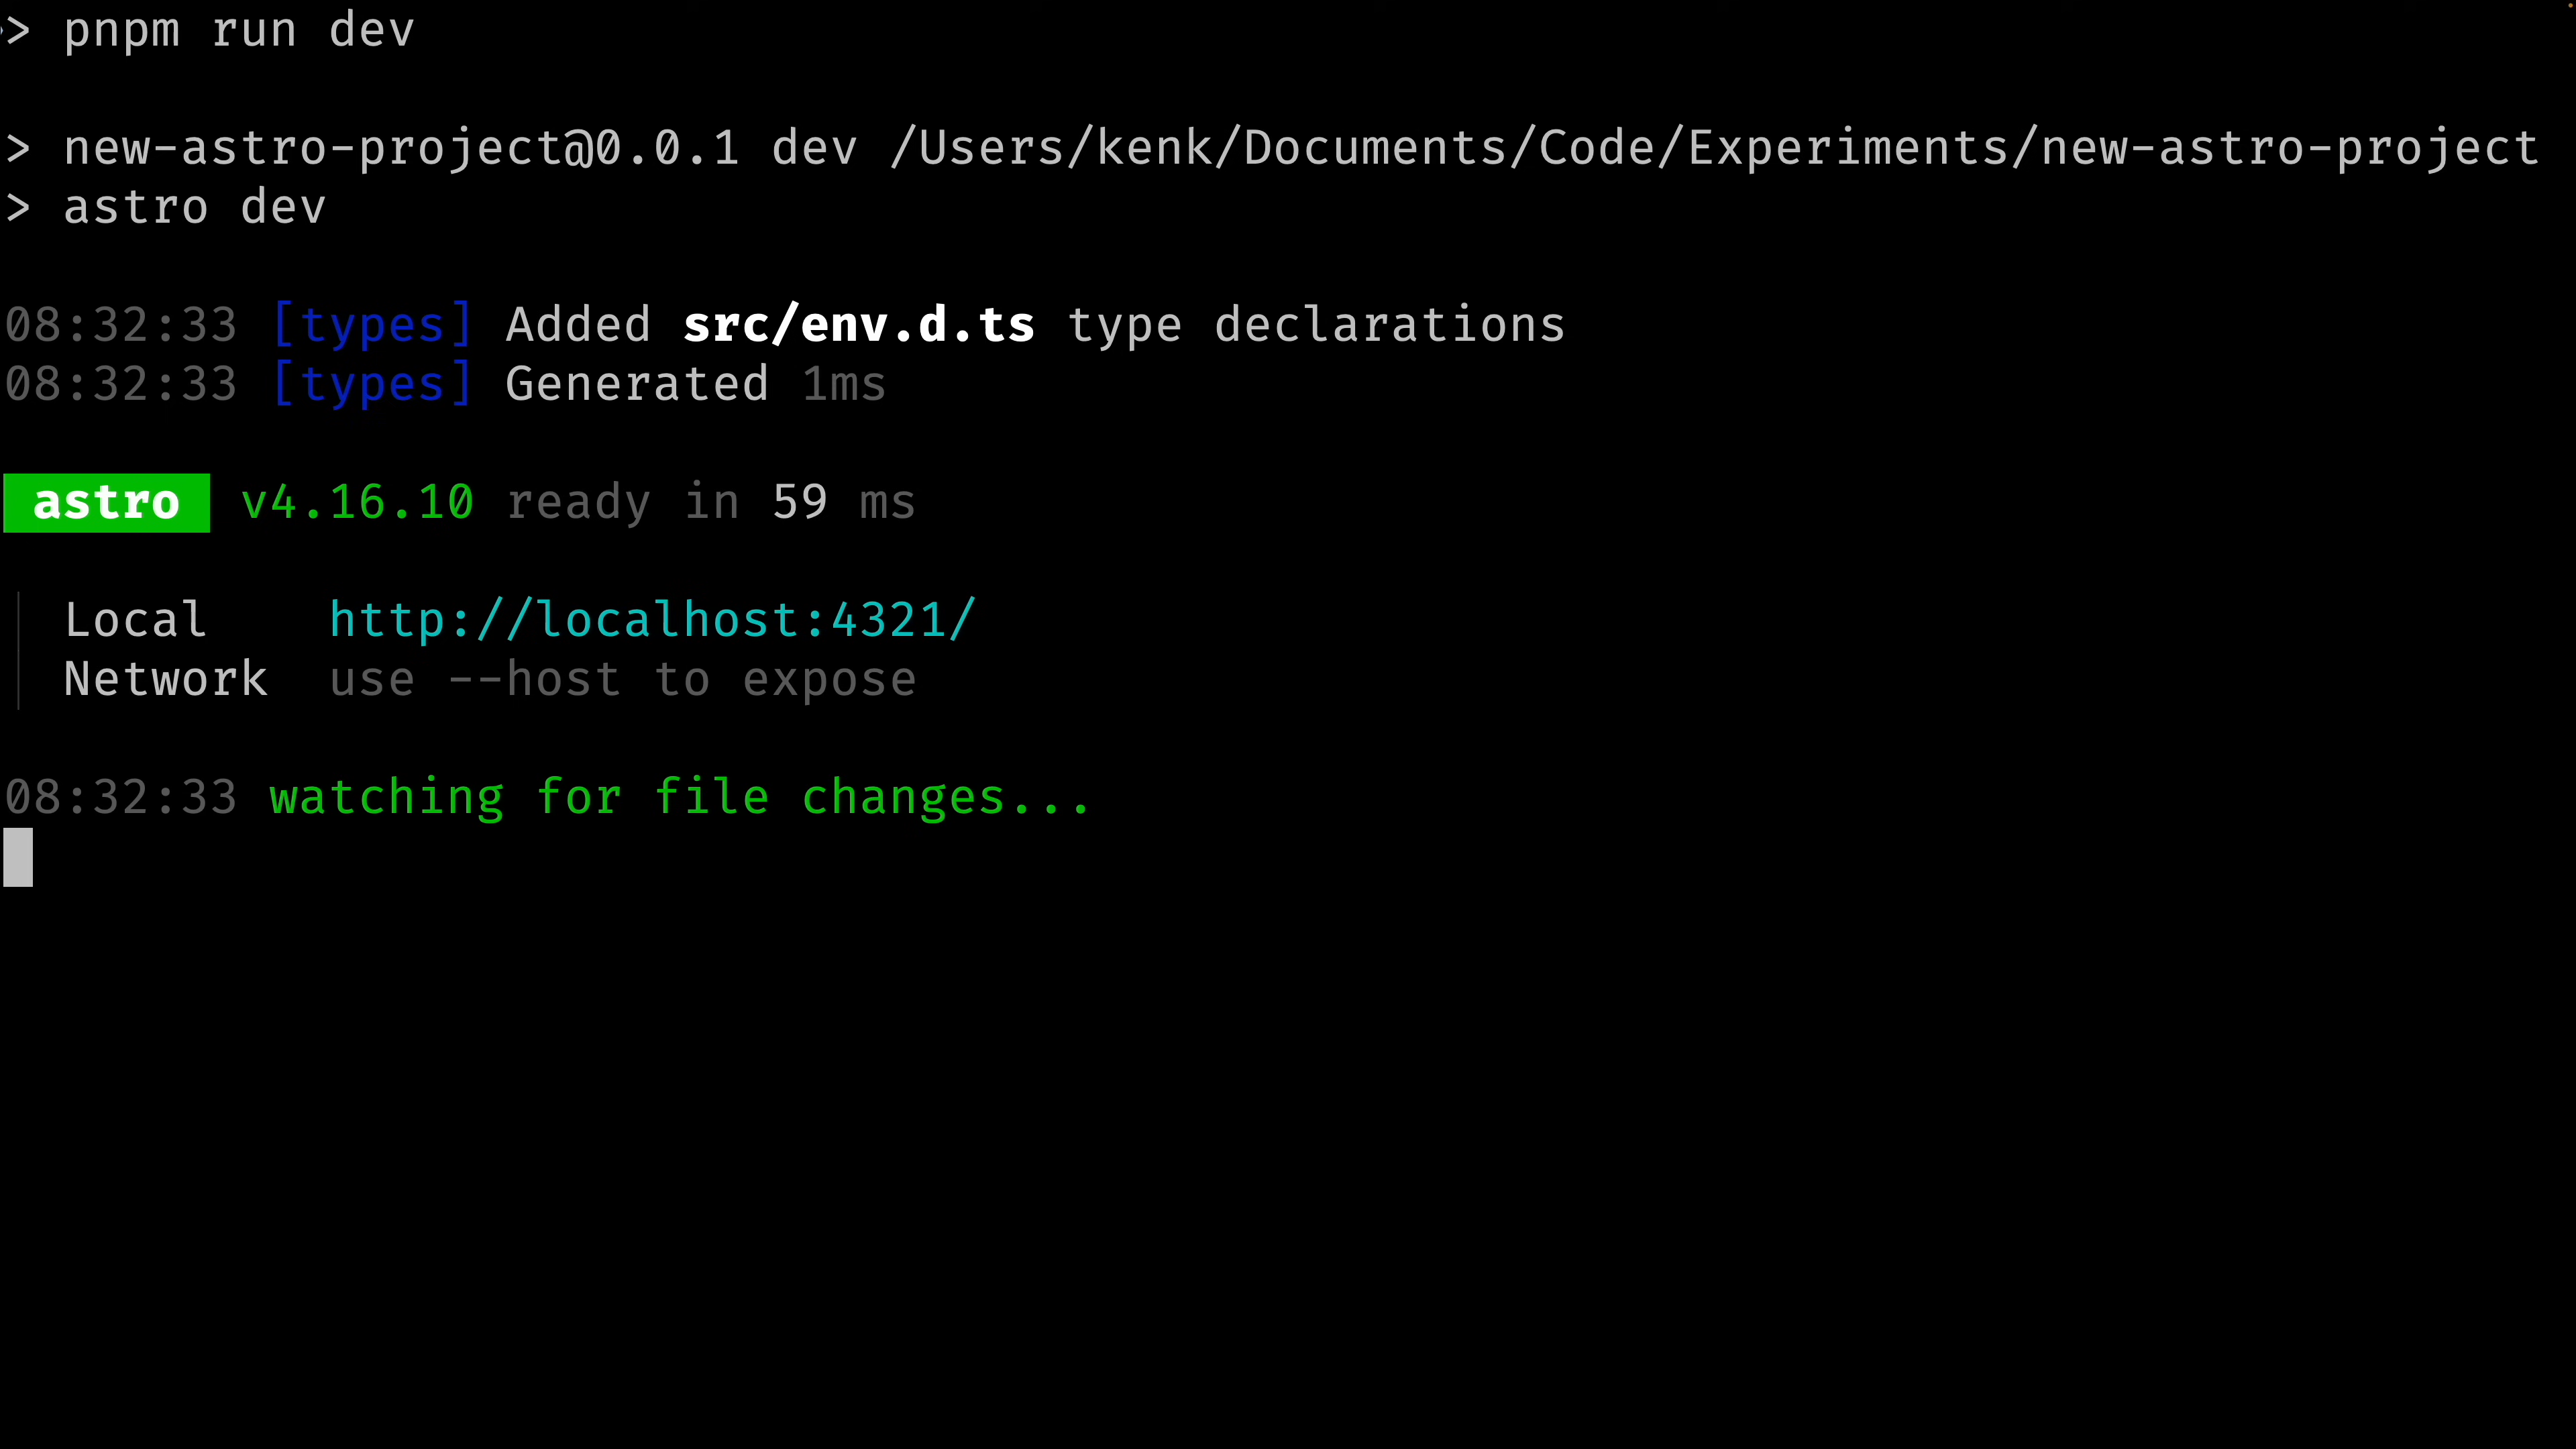 > pnpm run dev
> new-astro-project@0.0.1 dev /Users/kenk/Documents/Code/Experiments/new-astro-project
> astro dev
08:32:33 [types] Added src/env.d.ts type declarations
08:32:33 [types] Generated 1ms
astro v4.16.10 ready in 59 ms
Local http://localhost:4321/
Network use --host to expose
08:32:33 watching for file changes...